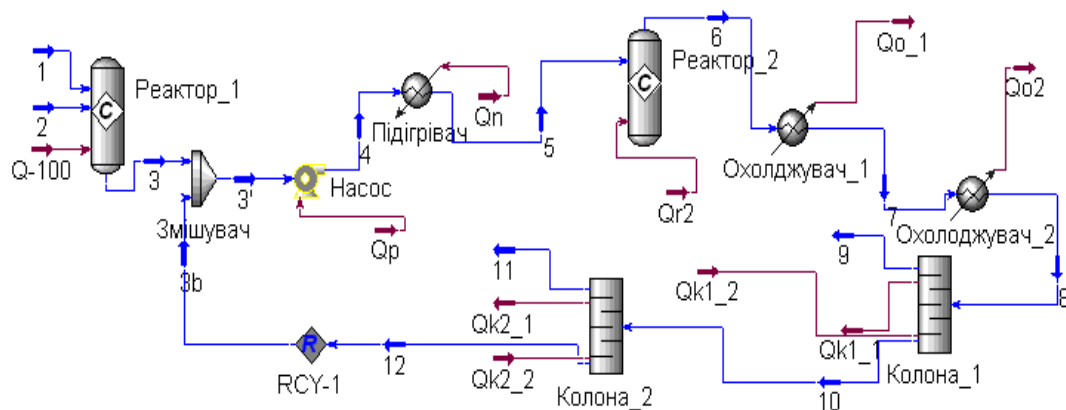 1
2
Q-100
Реактор_1
C
3
Змішувач
3'
3b
Насос
Qp
4
Підігрівач
Qn
5
Реактор_2
C
Qr2
6
Охолджувач_1
Qo_1
7
Охолоджувач_2
Qo2
8
9
Qk1_2
Qk1_1
Колона_1
10
11
Qk2_1
Qk2_2
Колона_2
12
R
RCY-1